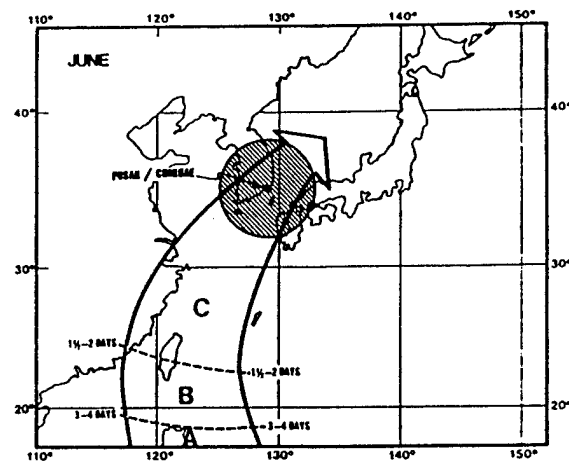 110° 120° 130° 140° 150°
JUNE
40° 40°
PUSAN / CHINHAE
30° 30°
C
1½-2 DAYS
1½-2 DAYS
B
3-4 DAYS
3-4 DAYS
20° 20°
A
110° 120° 130° 140° 150°